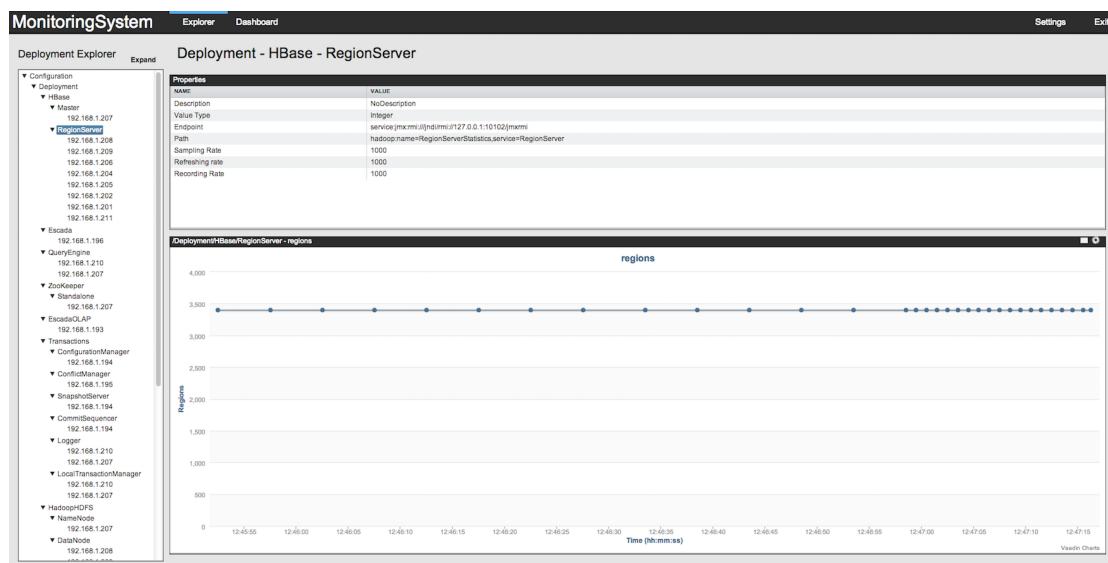 MonitoringSystem Explorer Dashboard Settings Exit
Deployment Explorer Expand
Configuration
Deployment
HBase
Master
192.168.1.207
RegionServer
192.168.1.208
192.168.1.209
192.168.1.206
192.168.1.204
192.168.1.205
192.168.1.202
192.168.1.201
192.168.1.211
Escada
192.168.1.196
QueryEngine
192.168.1.210
192.168.1.207
ZooKeeper
Standalone
192.168.1.207
EscadaOLAP
192.168.1.193
Transactions
ConfigurationManager
192.168.1.194
ConflictManager
192.168.1.195
SnapshotServer
192.168.1.194
CommitSequencer
192.168.1.194
Logger
192.168.1.210
192.168.1.207
LocalTransactionManager
192.168.1.210
192.168.1.207
HadoopHDFS
NameNode
192.168.1.207
DataNode
192.168.1.208
Deployment - HBase - RegionServer
Properties
NAME VALUE
Description NoDescription
Value Type Integer
Endpoint service:jmx:rmi:///jndi/rmi://127.0.0.1:10102/jmxrmi
Path hadoop:name=RegionServerStatistics,service=RegionServer
Sampling Rate 1000
Refreshing rate 1000
Recording Rate 1000
/Deployment/HBase/RegionServer - regions
regions
4,000
3,500
3,000
2,500
2,000
1,500
1,000
500
0
Regions
12:45:55 12:46:00 12:46:05 12:46:10 12:46:15 12:46:20 12:46:25 12:46:30 12:46:35 12:46:40 12:46:45 12:46:50 12:46:55 12:47:00 12:47:05 12:47:10 12:47:15
Time (hh:mm:ss)
Vaadin Charts